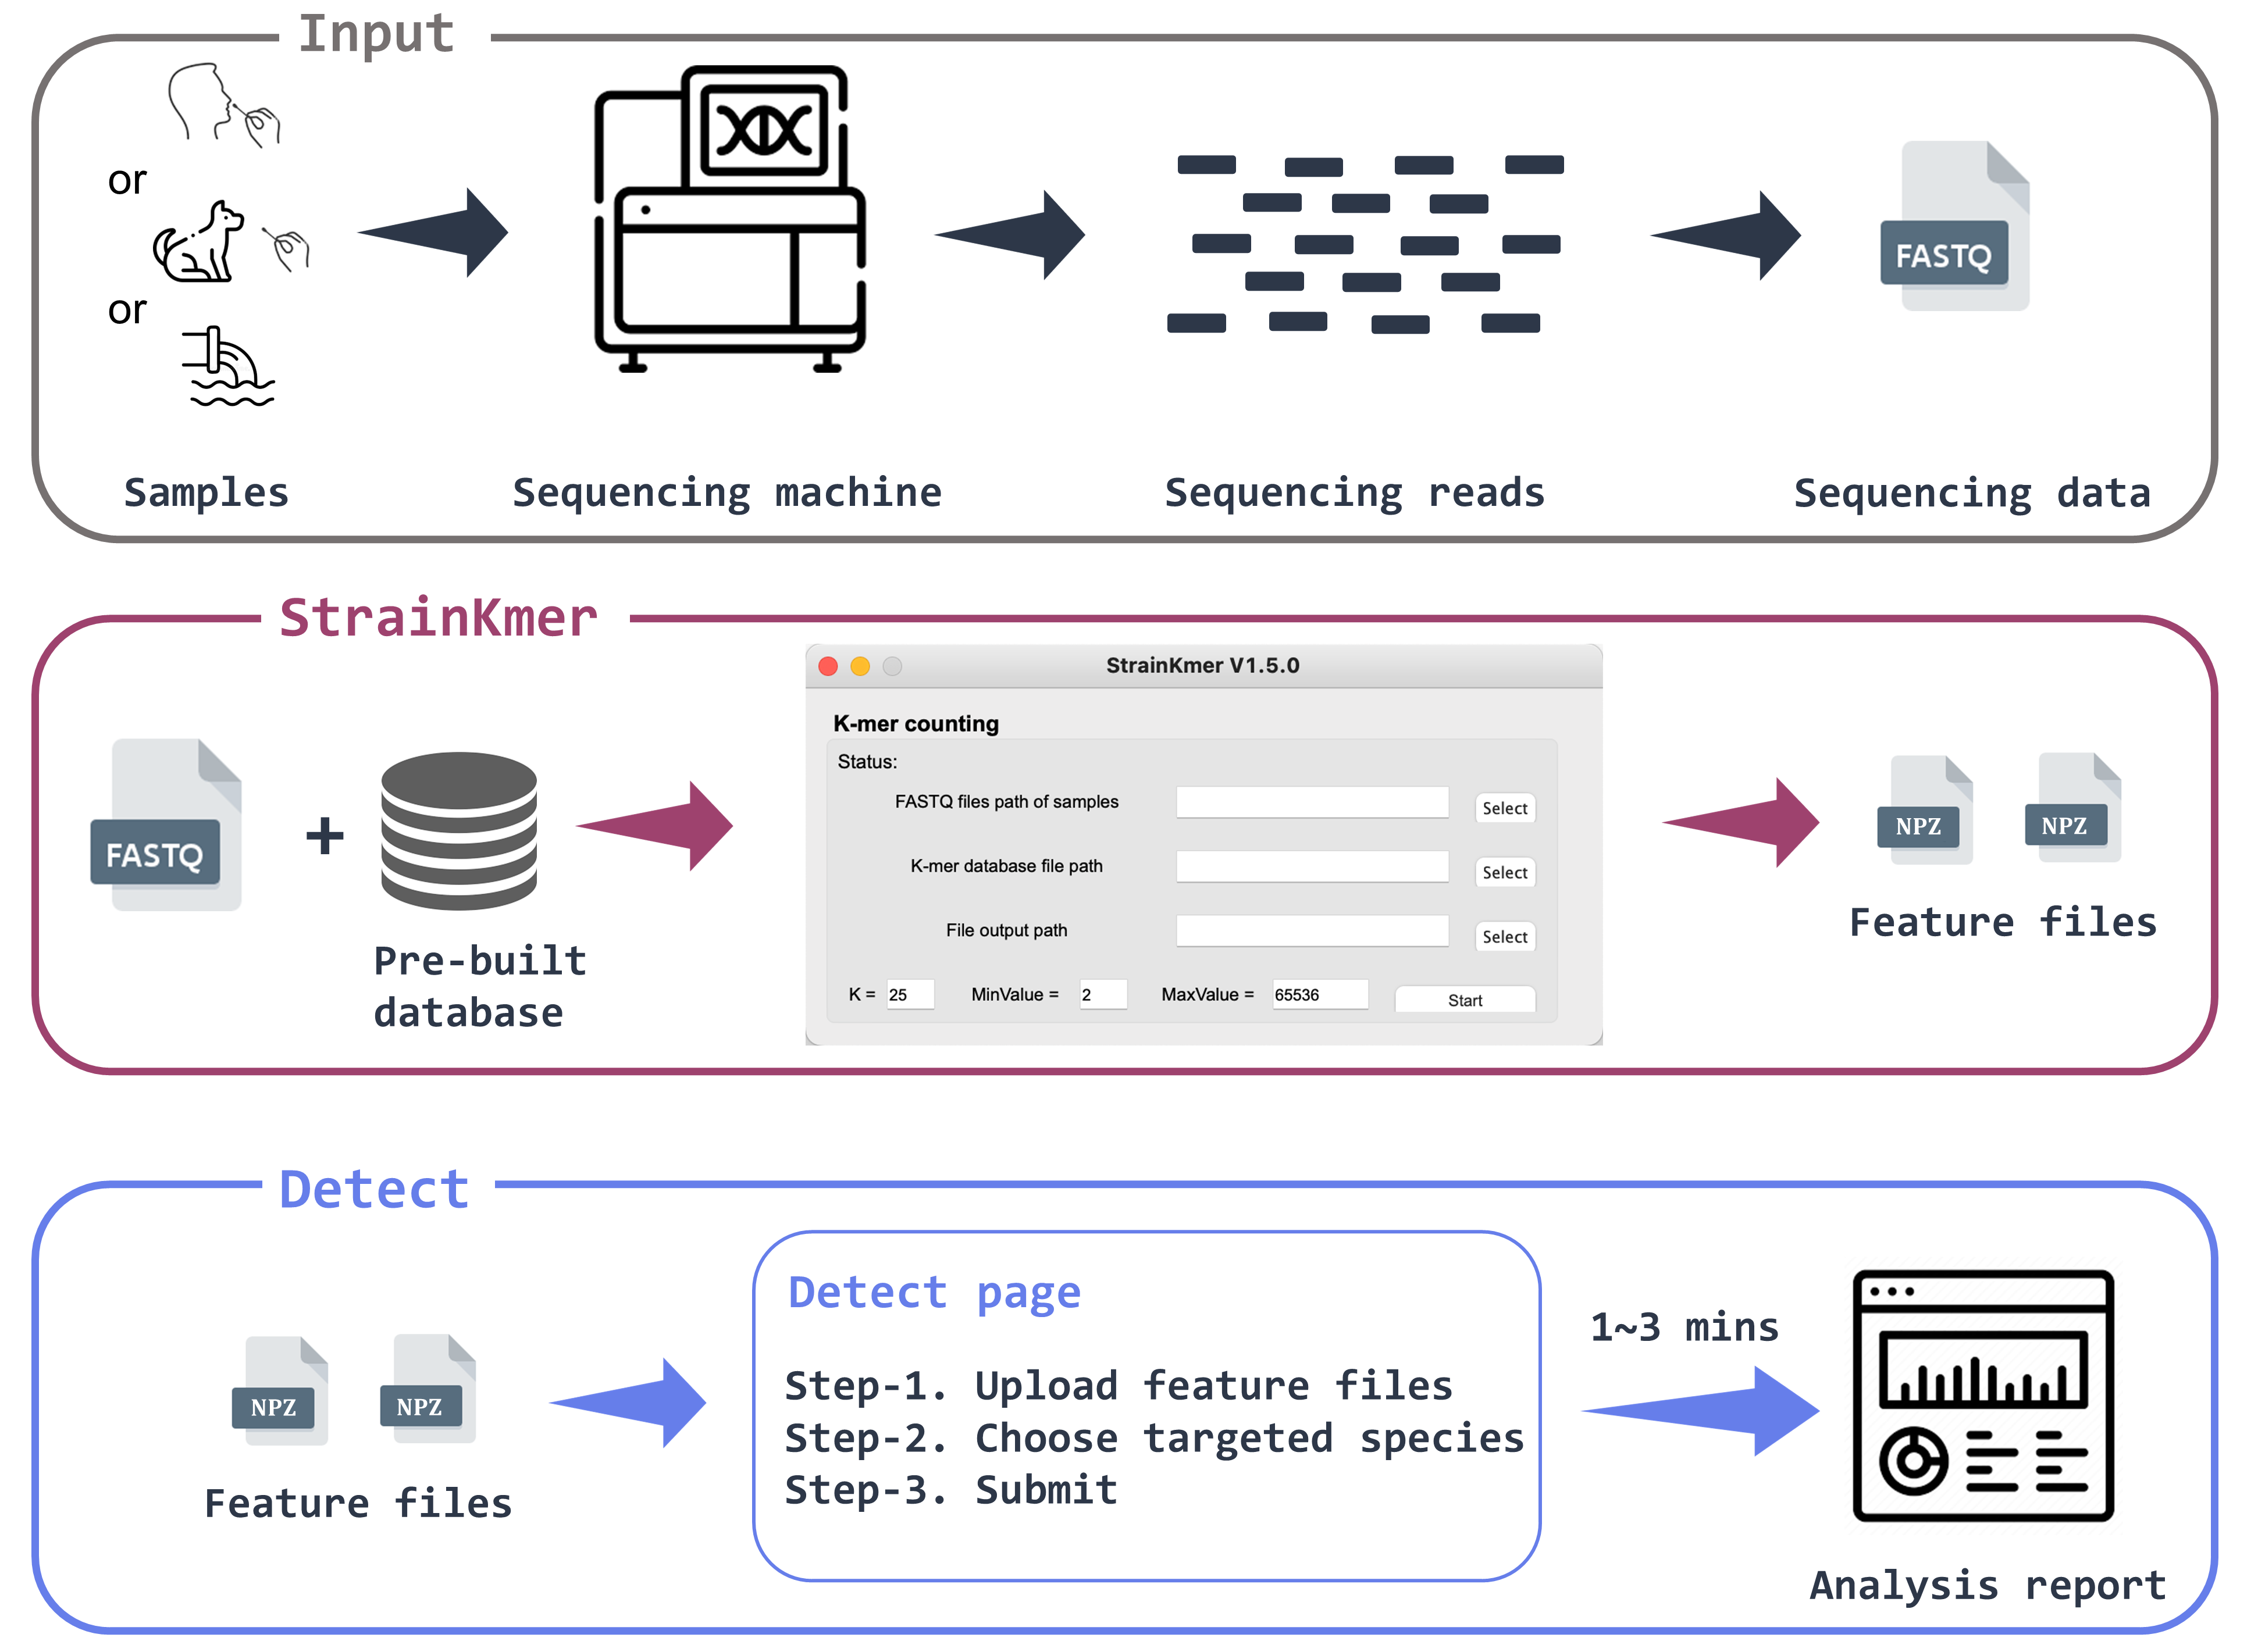 Input
or
or
FASTQ
Samples
Sequencing machine
Sequencing reads
Sequencing data
StrainKmer
StrainKmer V1.5.0
K-mer counting
Status:
FASTQ files path of samples
Select
K-mer database file path
Select
File output path
Select
K = 25 MinValue = 2 MaxValue = 65536 Start
FASTQ
+
Pre-built
database
NPZ NPZ
Feature files
Detect
NPZ NPZ
Feature files
Detect page
Step-1. Upload feature files
Step-2. Choose targeted species
Step-3. Submit
1~3 mins
Analysis report